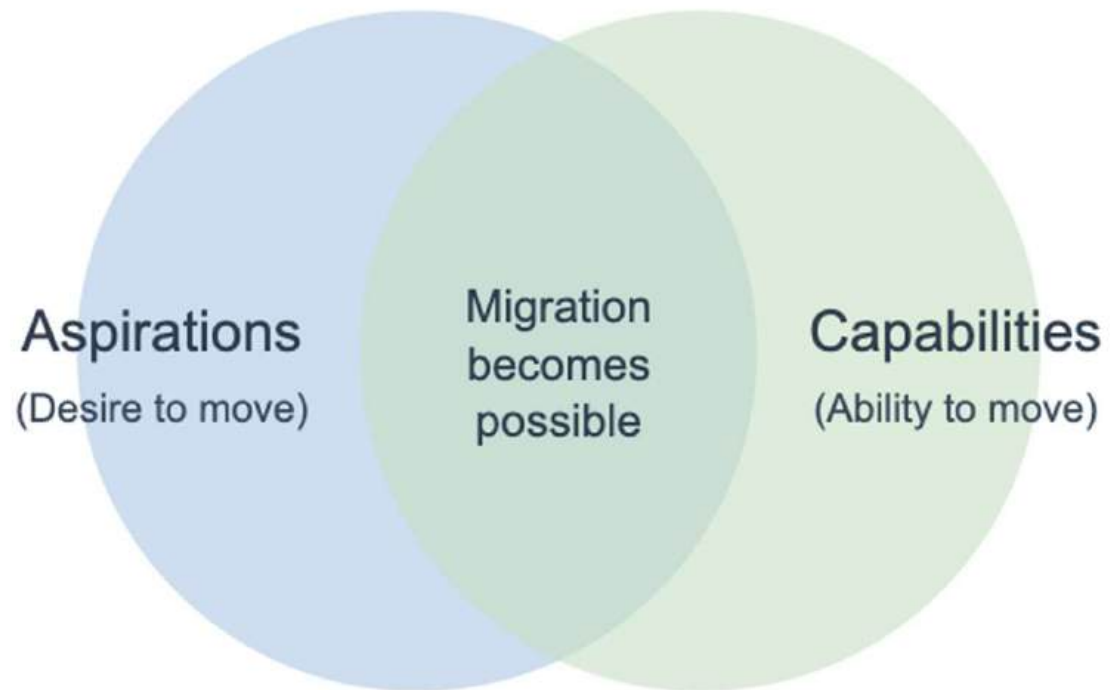 Aspirations
(Desire to move)
Migration
becomes
possible
Capabilities
(Ability to move)